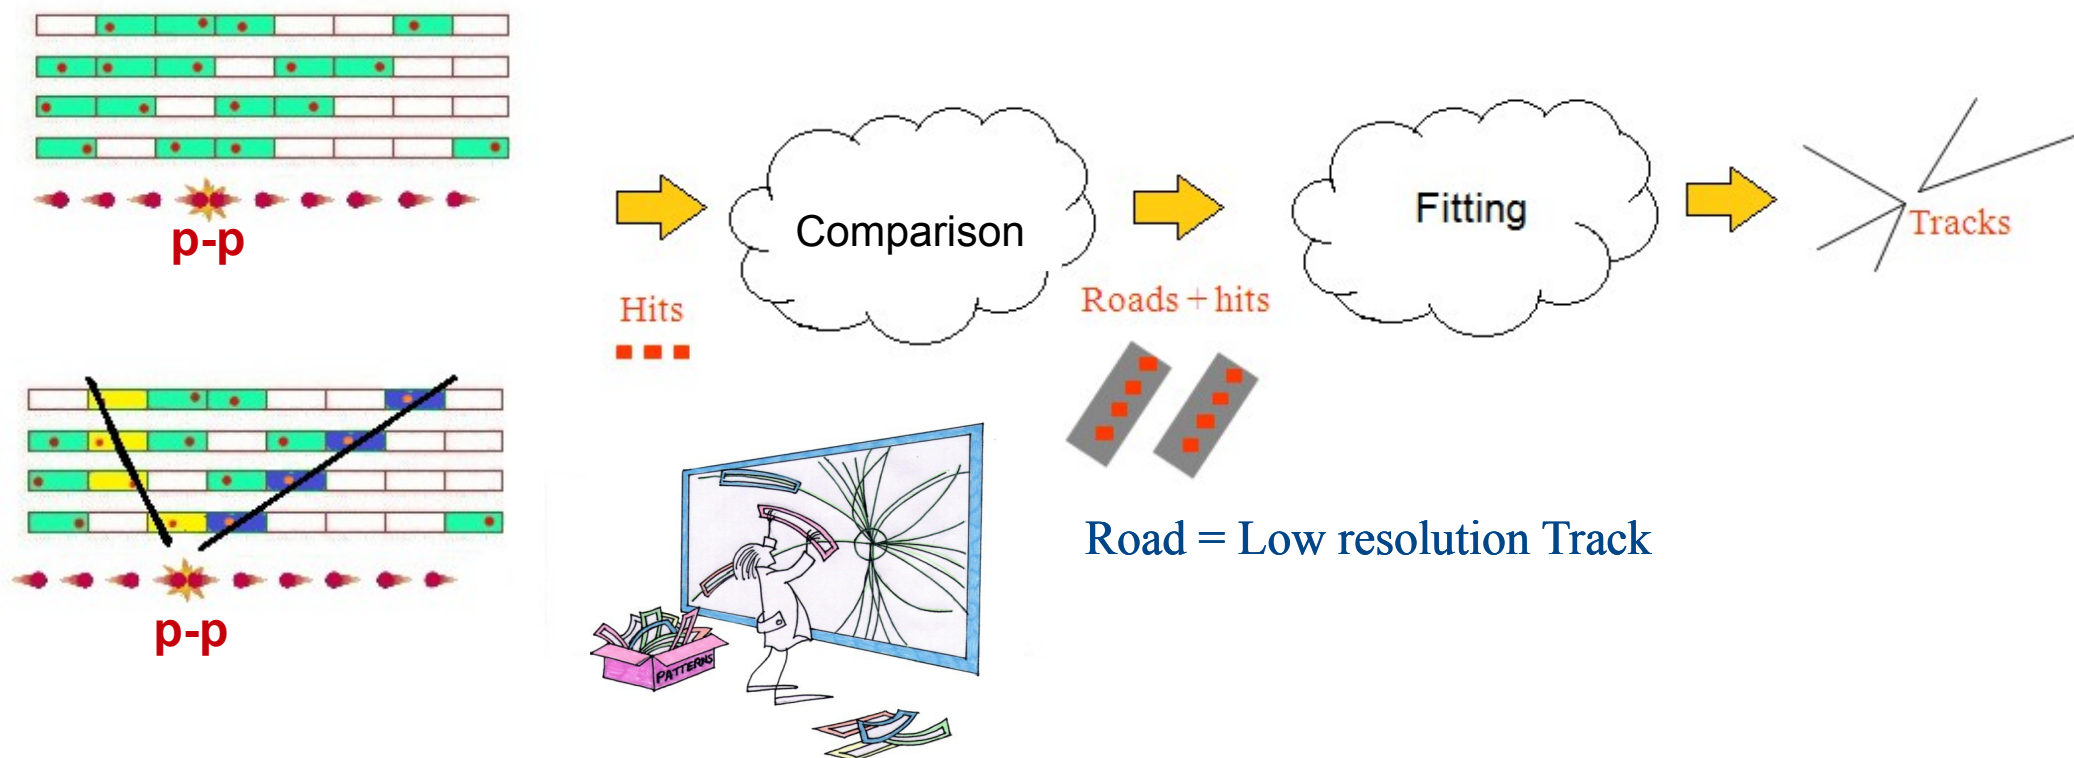 p-p
Hits
Comparison
Roads + hits
Fitting
Tracks
p-p
PATTERNS
Road = Low resolution Track